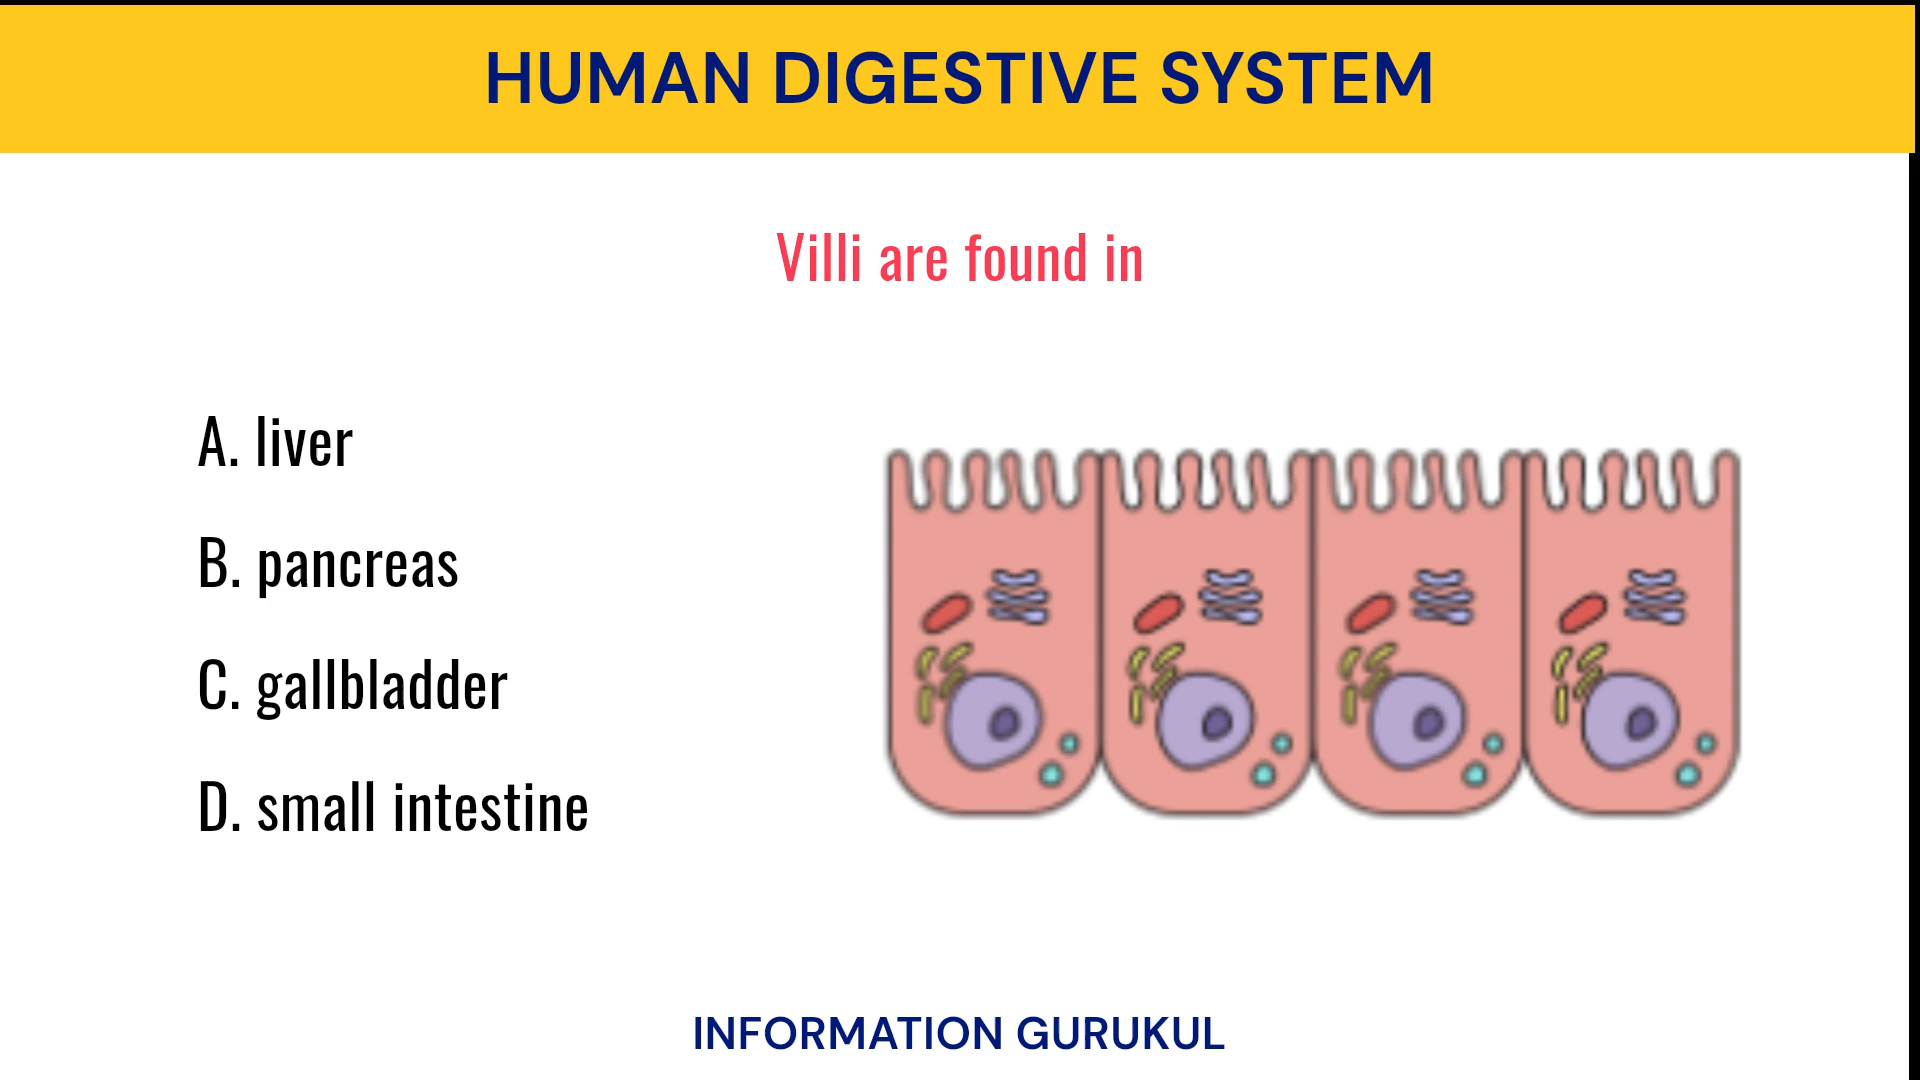 HUMAN DIGESTIVE SYSTEM
Villi are found in
A. liver
B. pancreas
C. gallbladder
D. small intestine
INFORMATION GURUKUL